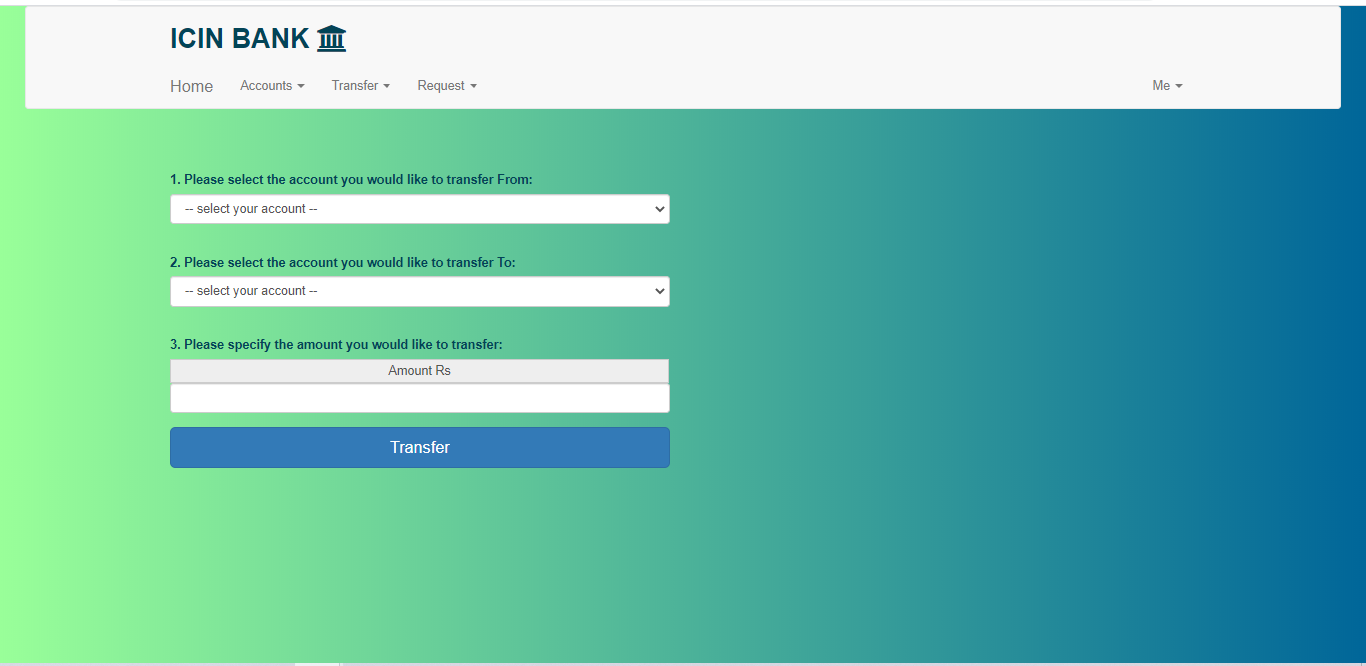 ICIN BANK
Home Accounts Transfer Request Me
1. Please select the account you would like to transfer From:
-- select your account --
2. Please select the account you would like to transfer To:
-- select your account --
3. Please specify the amount you would like to transfer:
Amount Rs
Transfer